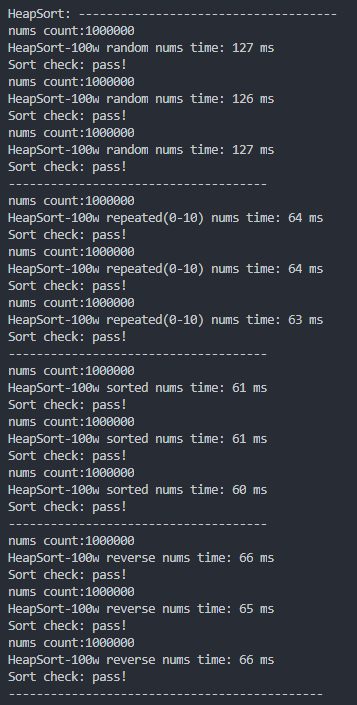 HeapSort: -------------------------------------
nums count:1000000
HeapSort-100w random nums time: 127 ms
Sort check: pass!
nums count:1000000
HeapSort-100w random nums time: 126 ms
Sort check: pass!
nums count:1000000
HeapSort-100w random nums time: 127 ms
Sort check: pass!
-------------------------------------
nums count:1000000
HeapSort-100w repeated(0-10) nums time: 64 ms
Sort check: pass!
nums count:1000000
HeapSort-100w repeated(0-10) nums time: 64 ms
Sort check: pass!
nums count:1000000
HeapSort-100w repeated(0-10) nums time: 63 ms
Sort check: pass!
-------------------------------------
nums count:1000000
HeapSort-100w sorted nums time: 61 ms
Sort check: pass!
nums count:1000000
HeapSort-100w sorted nums time: 61 ms
Sort check: pass!
nums count:1000000
HeapSort-100w sorted nums time: 60 ms
Sort check: pass!
-------------------------------------
nums count:1000000
HeapSort-100w reverse nums time: 66 ms
Sort check: pass!
nums count:1000000
HeapSort-100w reverse nums time: 65 ms
Sort check: pass!
nums count:1000000
HeapSort-100w reverse nums time: 66 ms
Sort check: pass!
---------------------------------------------